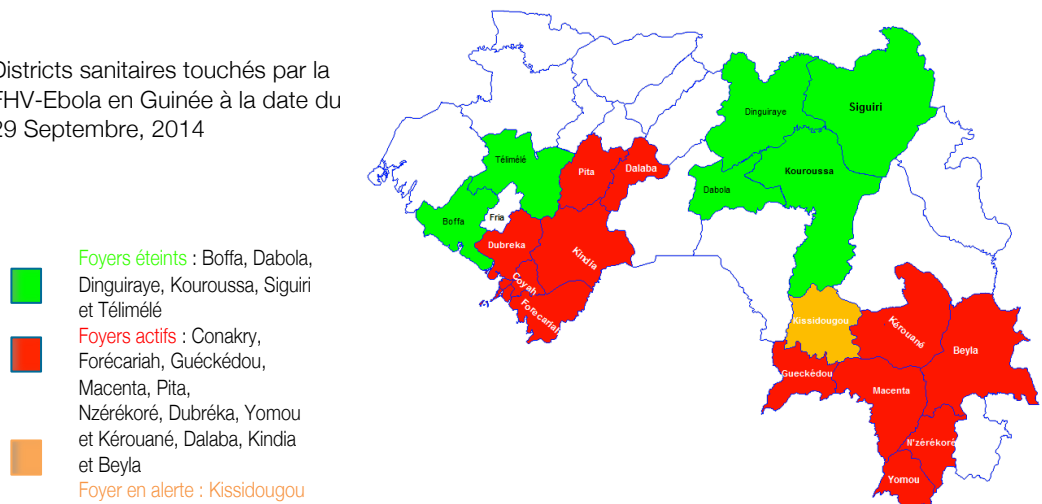 Districts sanitaires touchés par la
FHV-Ebola en Guinée à la date du
29 Septembre, 2014
Foyers éteints : Boffa, Dabola,
Dinguiraye, Kouroussa, Siguiri
et Télimélé
Foyers actifs : Conakry,
Forécariah, Guéckédou,
Macenta, Pita,
Nzérékoré, Dubréka, Yomou
et Kérouané, Dalaba, Kindia
et Beyla
Foyer en alerte : Kissidougou
Siguiri
Dinguiraye
Télimélé
Pita
Dalaba
Kouroussa
Dabola
Boffa
Fria
Dubreka
Kindia
Coyah
Forecariah
Kissidougou
Kérouané
Beyla
Gueckédou
Macenta
N'zérékoré
Yomou